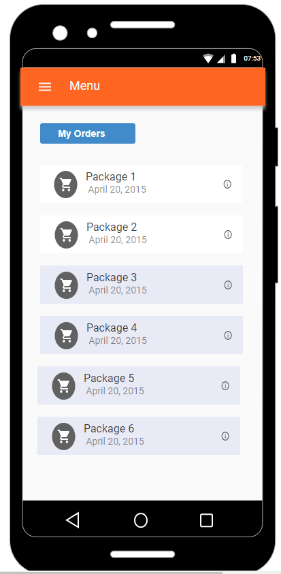 07:53
Menu
My Orders
Package 1
April 20, 2015
Package 2
April 20, 2015
Package 3
April 20, 2015
Package 4
April 20, 2015
Package 5
April 20, 2015
Package 6
April 20, 2015